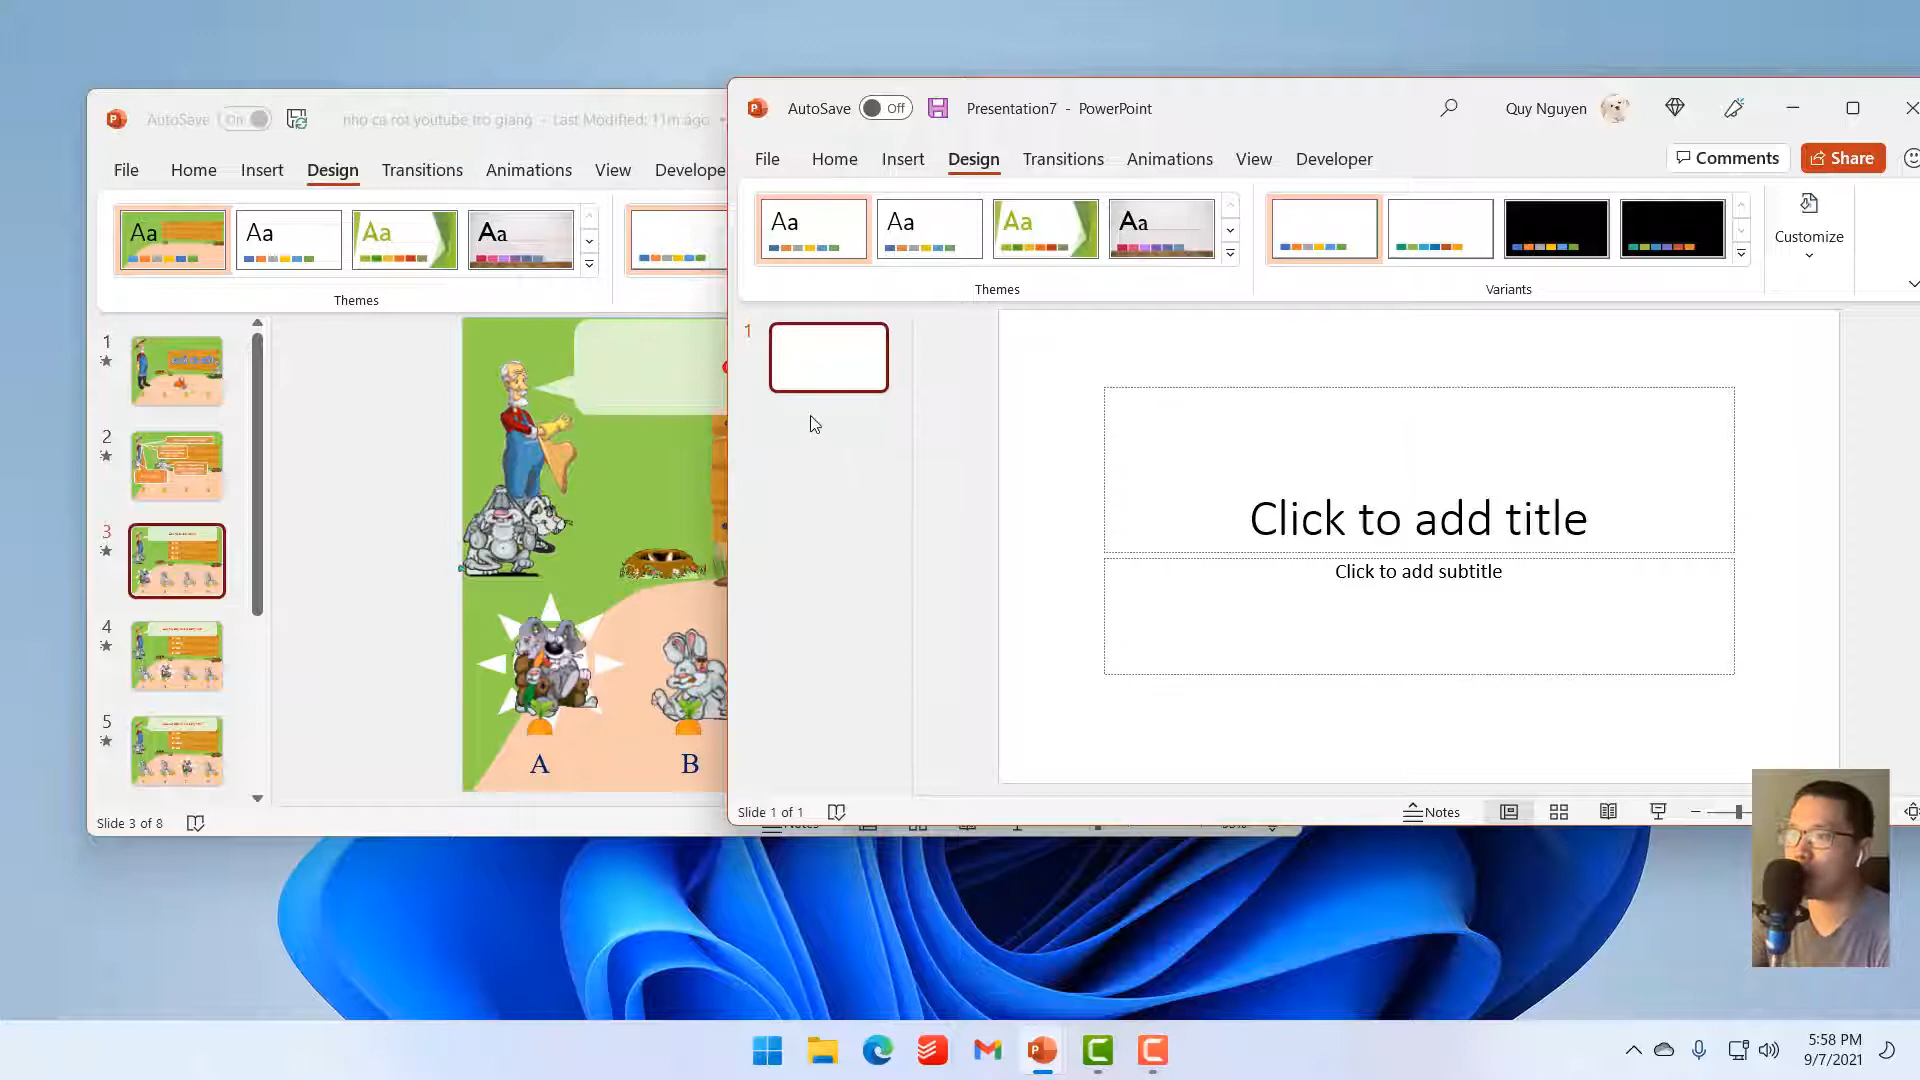 AutoSave On nho ca rot youtube tro giang - Last Modified: 11m ago
File Home Insert Design Transitions Animations View Develope
Aa Aa Aa Aa
Themes
1
2
3
4
5
A B
Slide 3 of 8
AutoSave Off Presentation7 - PowerPoint Quy Nguyen
File Home Insert Design Transitions Animations View Developer Comments Share
Aa Aa Aa Aa Customize
Themes Variants
1
Click to add title
Click to add subtitle
Slide 1 of 1 Notes
5:58 PM
9/7/2021